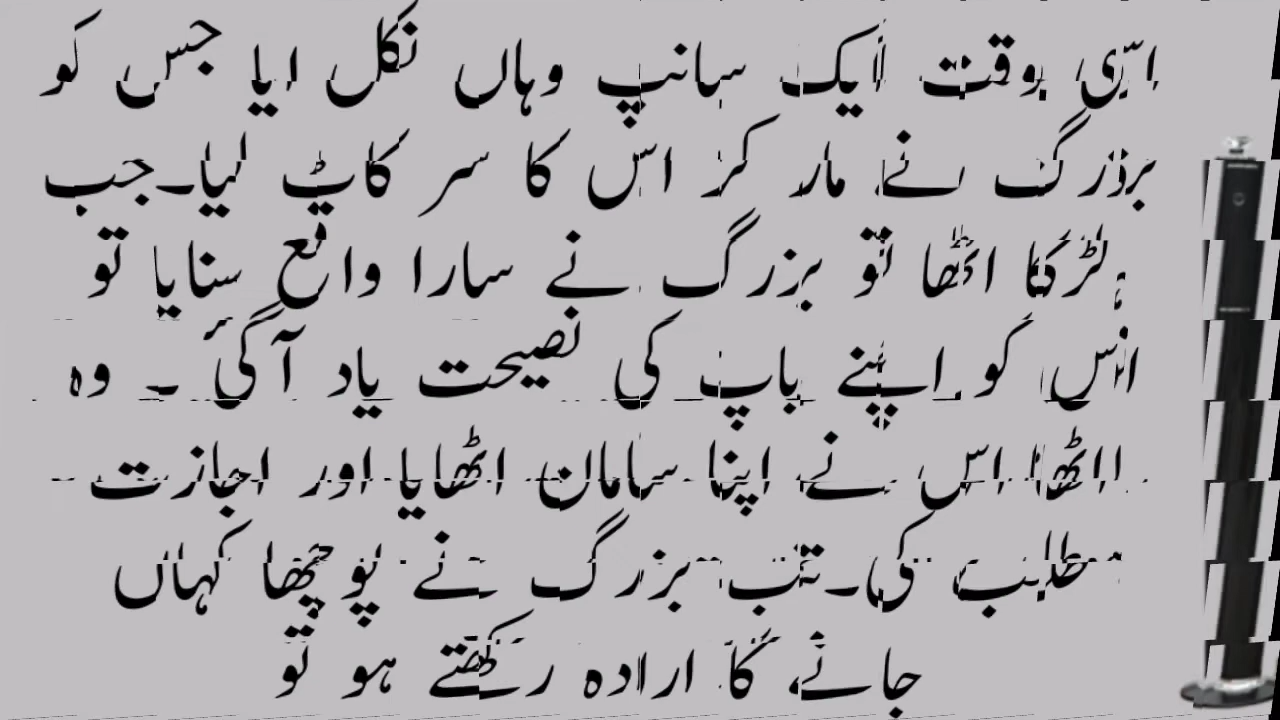 اسی وقت ایک سانپ وہاں نکل ایا جس کو
بزرگ نے مار کر اس کا سر کاٹ لیا۔جب
لڑکا اٹھا تو بزرگ نے سارا واقع سنایا تو
اس کو اپنے باپ کی نصیحت یاد آگئ ۔ وہ
اٹھا اس نے اپنا سامان اٹھایا اور اجازت
طلب کی۔تب بزرگ نے پوچھا کہاں
جانے کا ارادہ رکھتے ہو تو